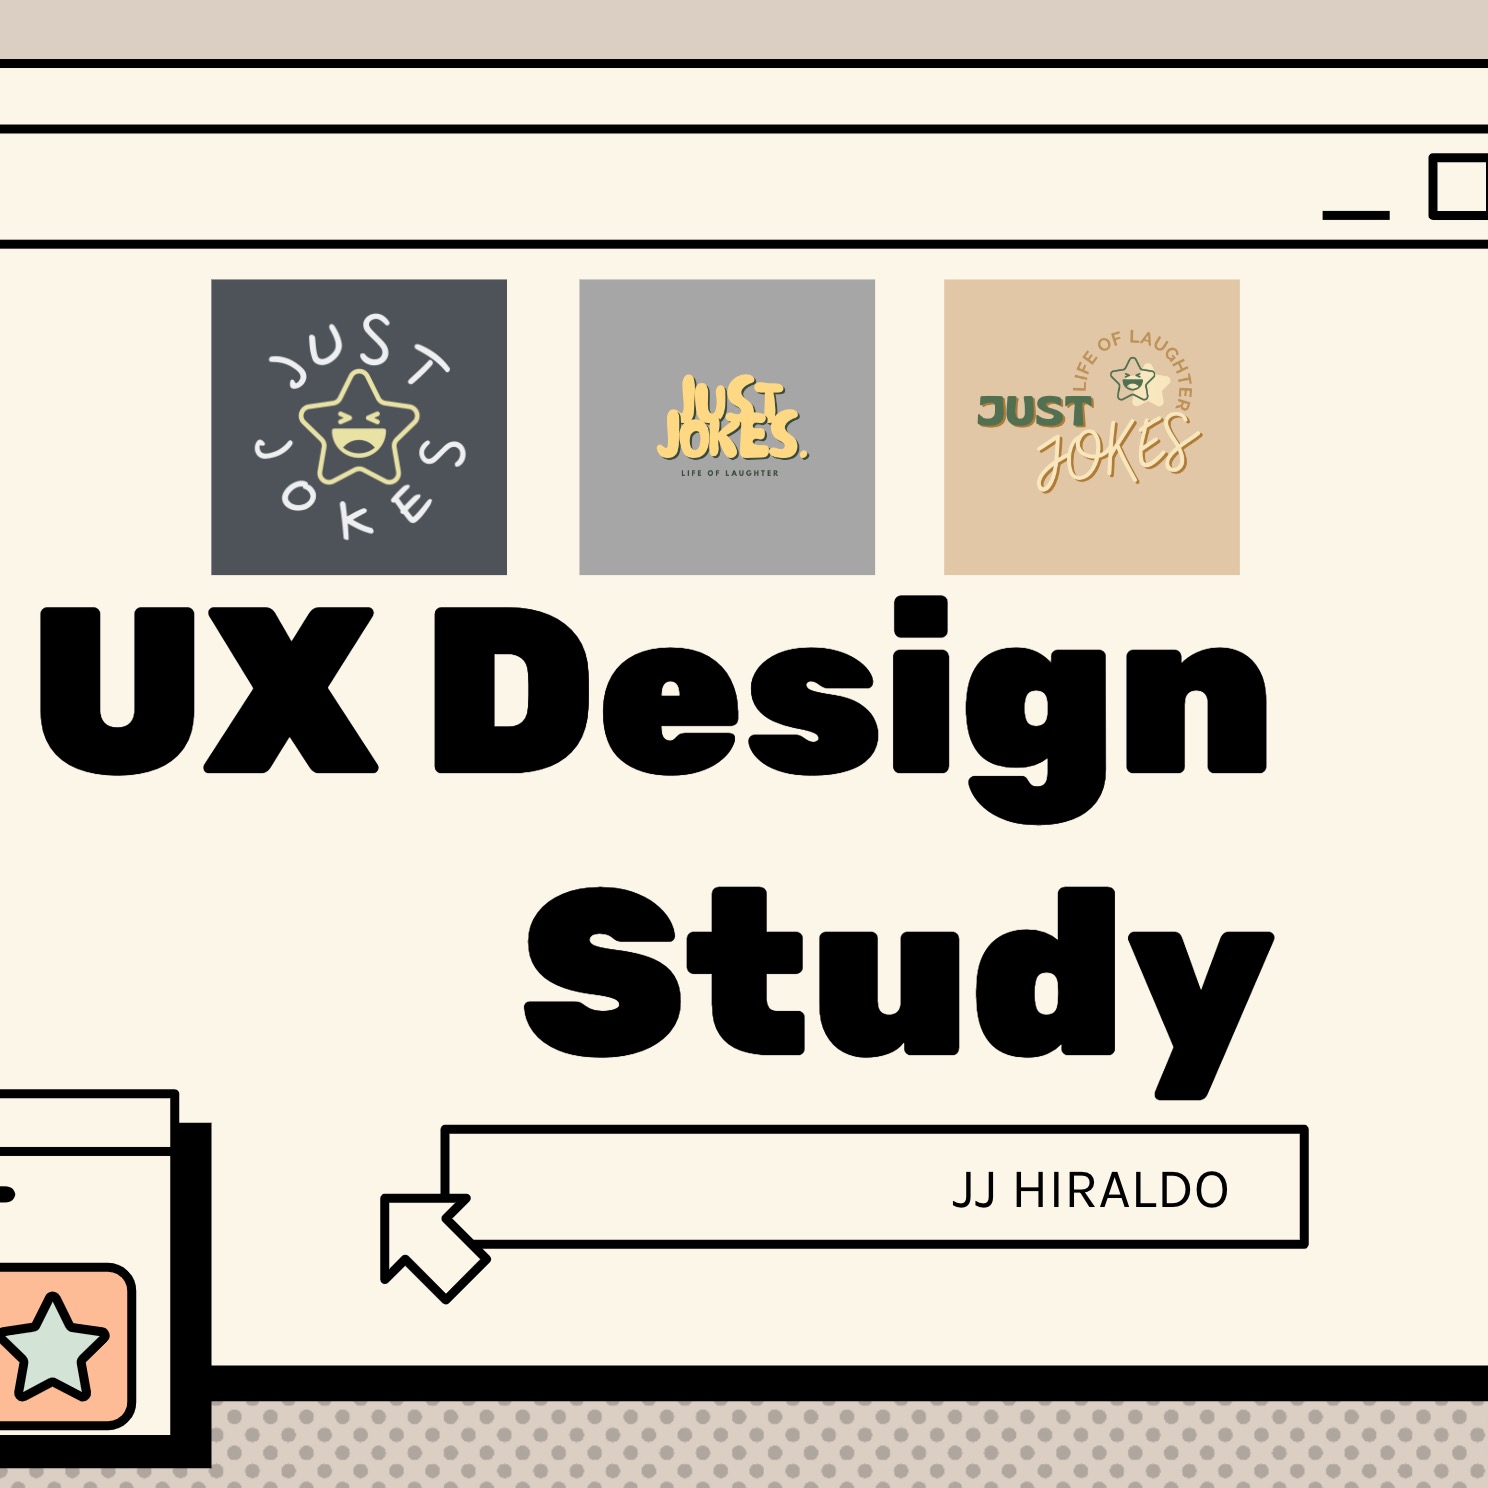 JUST
JOKES
JUST
JOKES.
LIFE OF LAUGHTER
LIFE OF LAUGHTER
JUST
JOKES
UX Design
Study
JJ HIRALDO